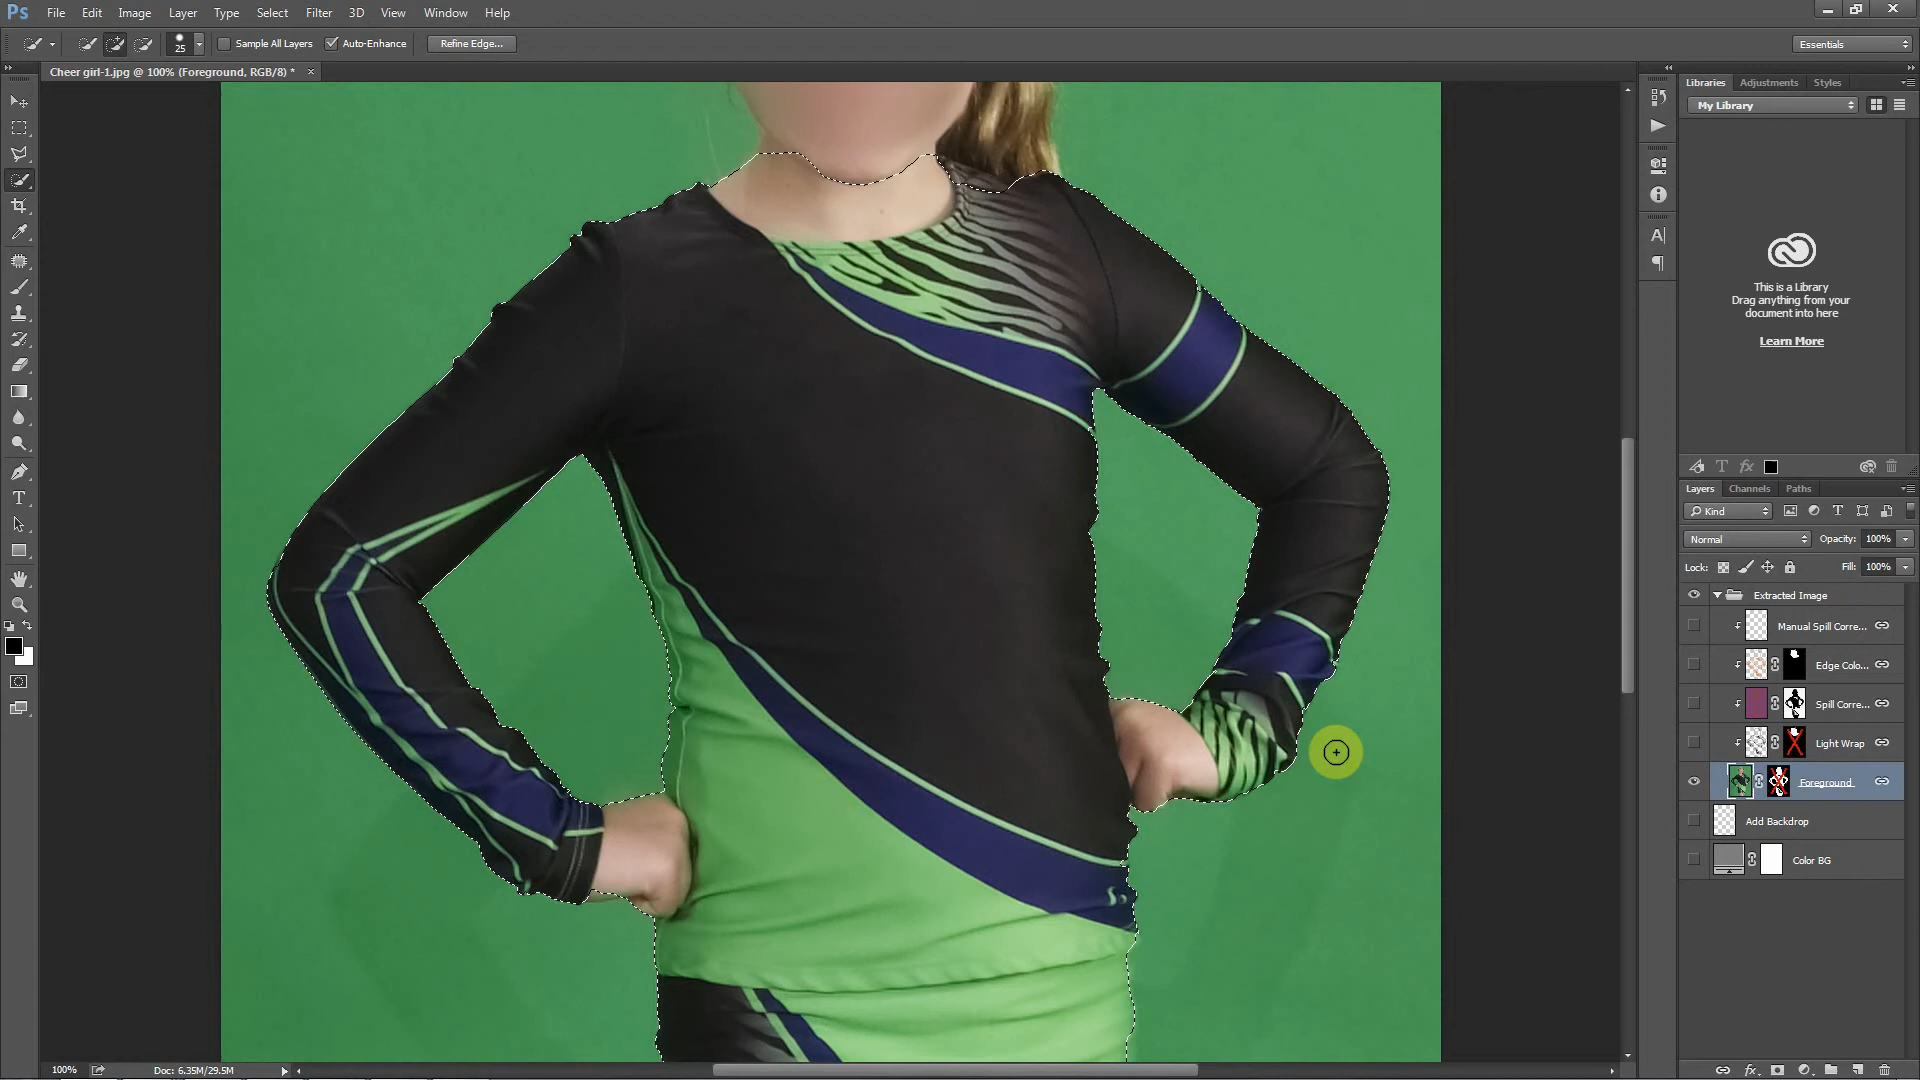 Ps File Edit Image Layer Type Select Filter 3D View Window Help
25 Sample All Layers Auto-Enhance Refine Edge... Essentials
Cheer girl-1.jpg @ 100% (Foreground, RGB/8) * ×
Libraries Adjustments Styles
My Library
This is a Library
Drag anything from your
document into here
Learn More
Layers Channels Paths
Kind
Normal Opacity: 100%
Lock: Fill: 100%
Extracted Image
Manual Spill Corre...
Edge Colo...
Spill Corre...
Light Wrap
Foreground
Add Backdrop
Color BG
100% Doc: 6.35M/29.5M